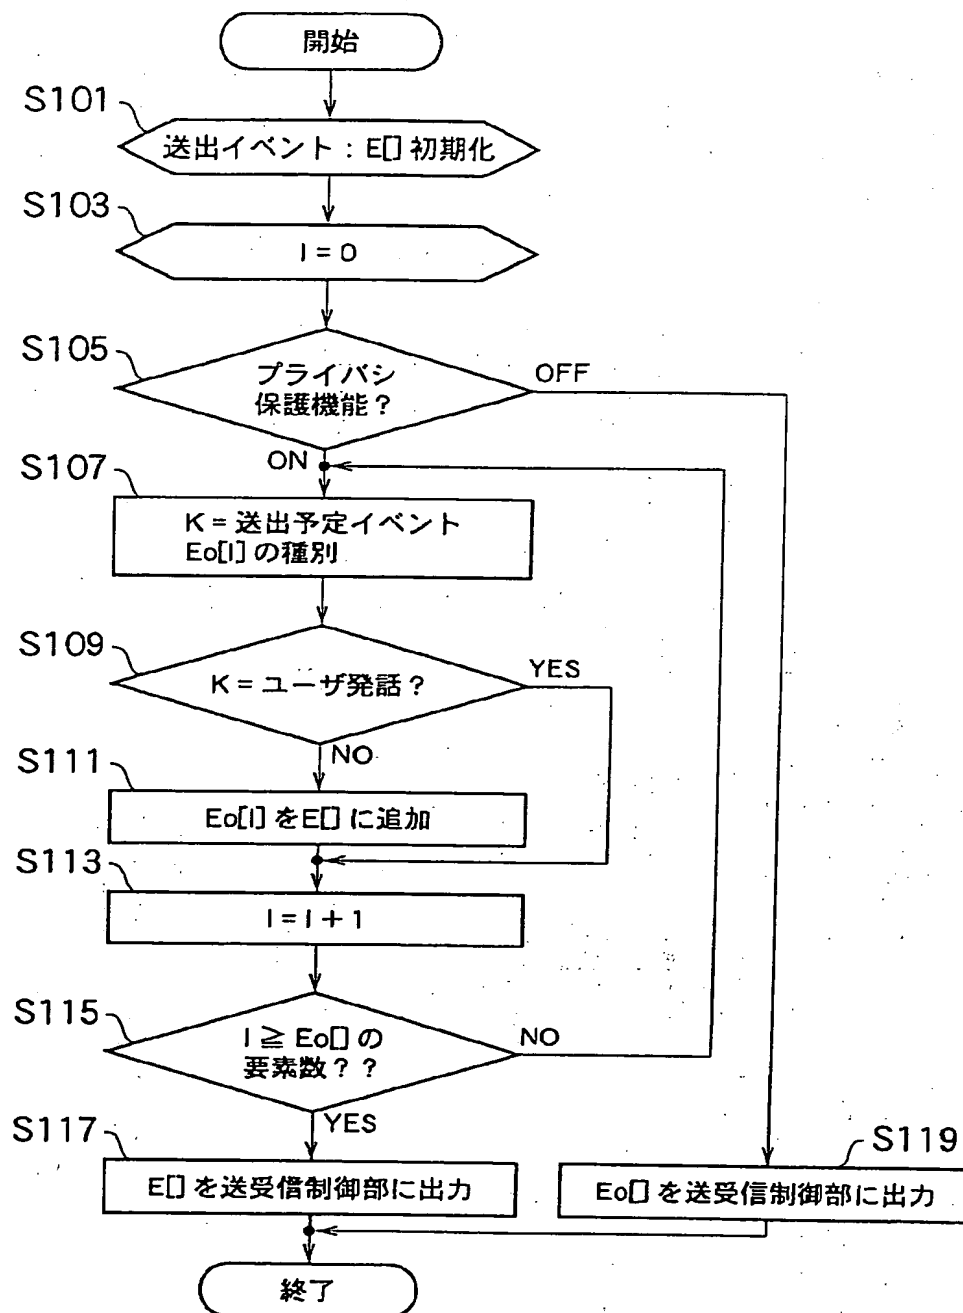 開始
S101
送出イベント：E[] 初期化
S103
I = 0
S105
プライバシ
保護機能？
OFF
ON
S107
K = 送出予定イベント
Eo[I] の種別
S109
K = ユーザ発話？
YES
NO
S111
Eo[I] を E[] に追加
S113
I = I + 1
S115
I ≧ Eo[] の
要素数？？
NO
YES
S117
E[] を送受信制御部に出力
S119
Eo[] を送受信制御部に出力
終了